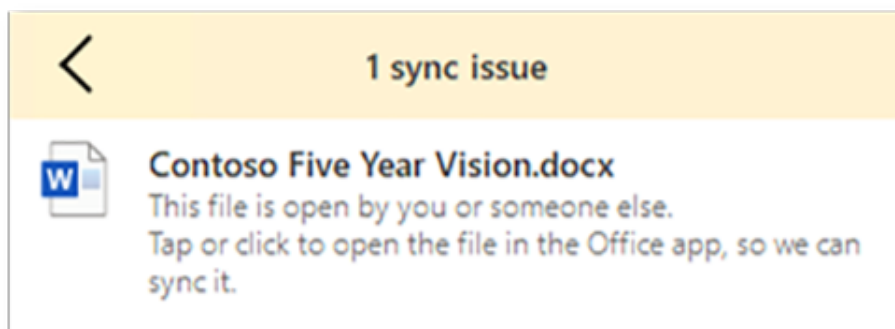 1 sync issue
W
Contoso Five Year Vision.docx
This file is open by you or someone else.
Tap or click to open the file in the Office app, so we can
sync it.